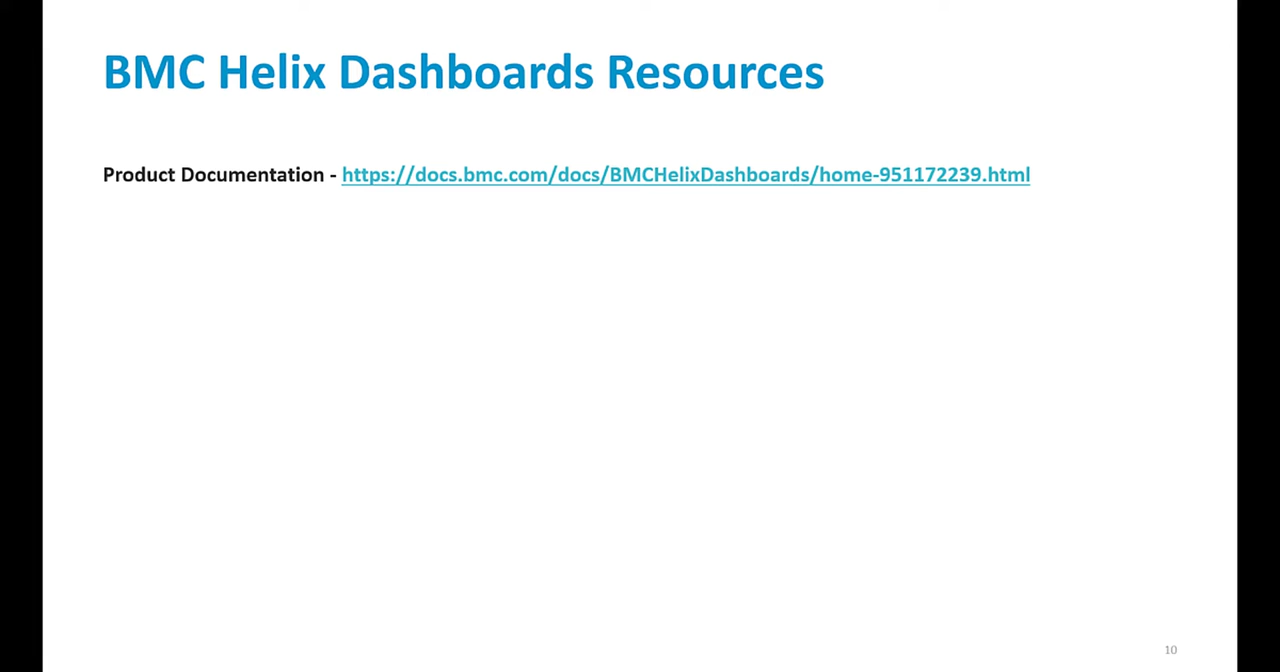 BMC Helix Dashboards Resources
Product Documentation - https://docs.bmc.com/docs/BMCHelixDashboards/home-951172239.html
10